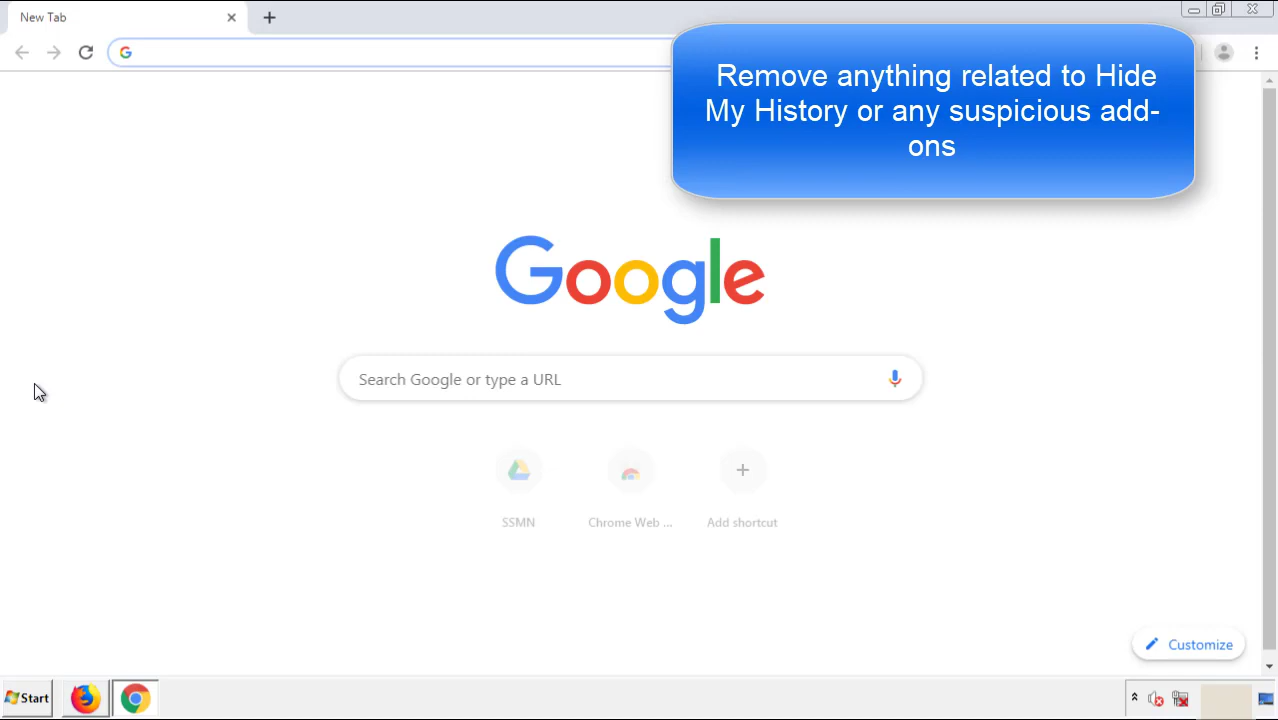 New Tab
Remove anything related to Hide
My History or any suspicious add-
ons
Google
Search Google or type a URL
SSMN
Chrome Web ...
Add shortcut
Customize
Start